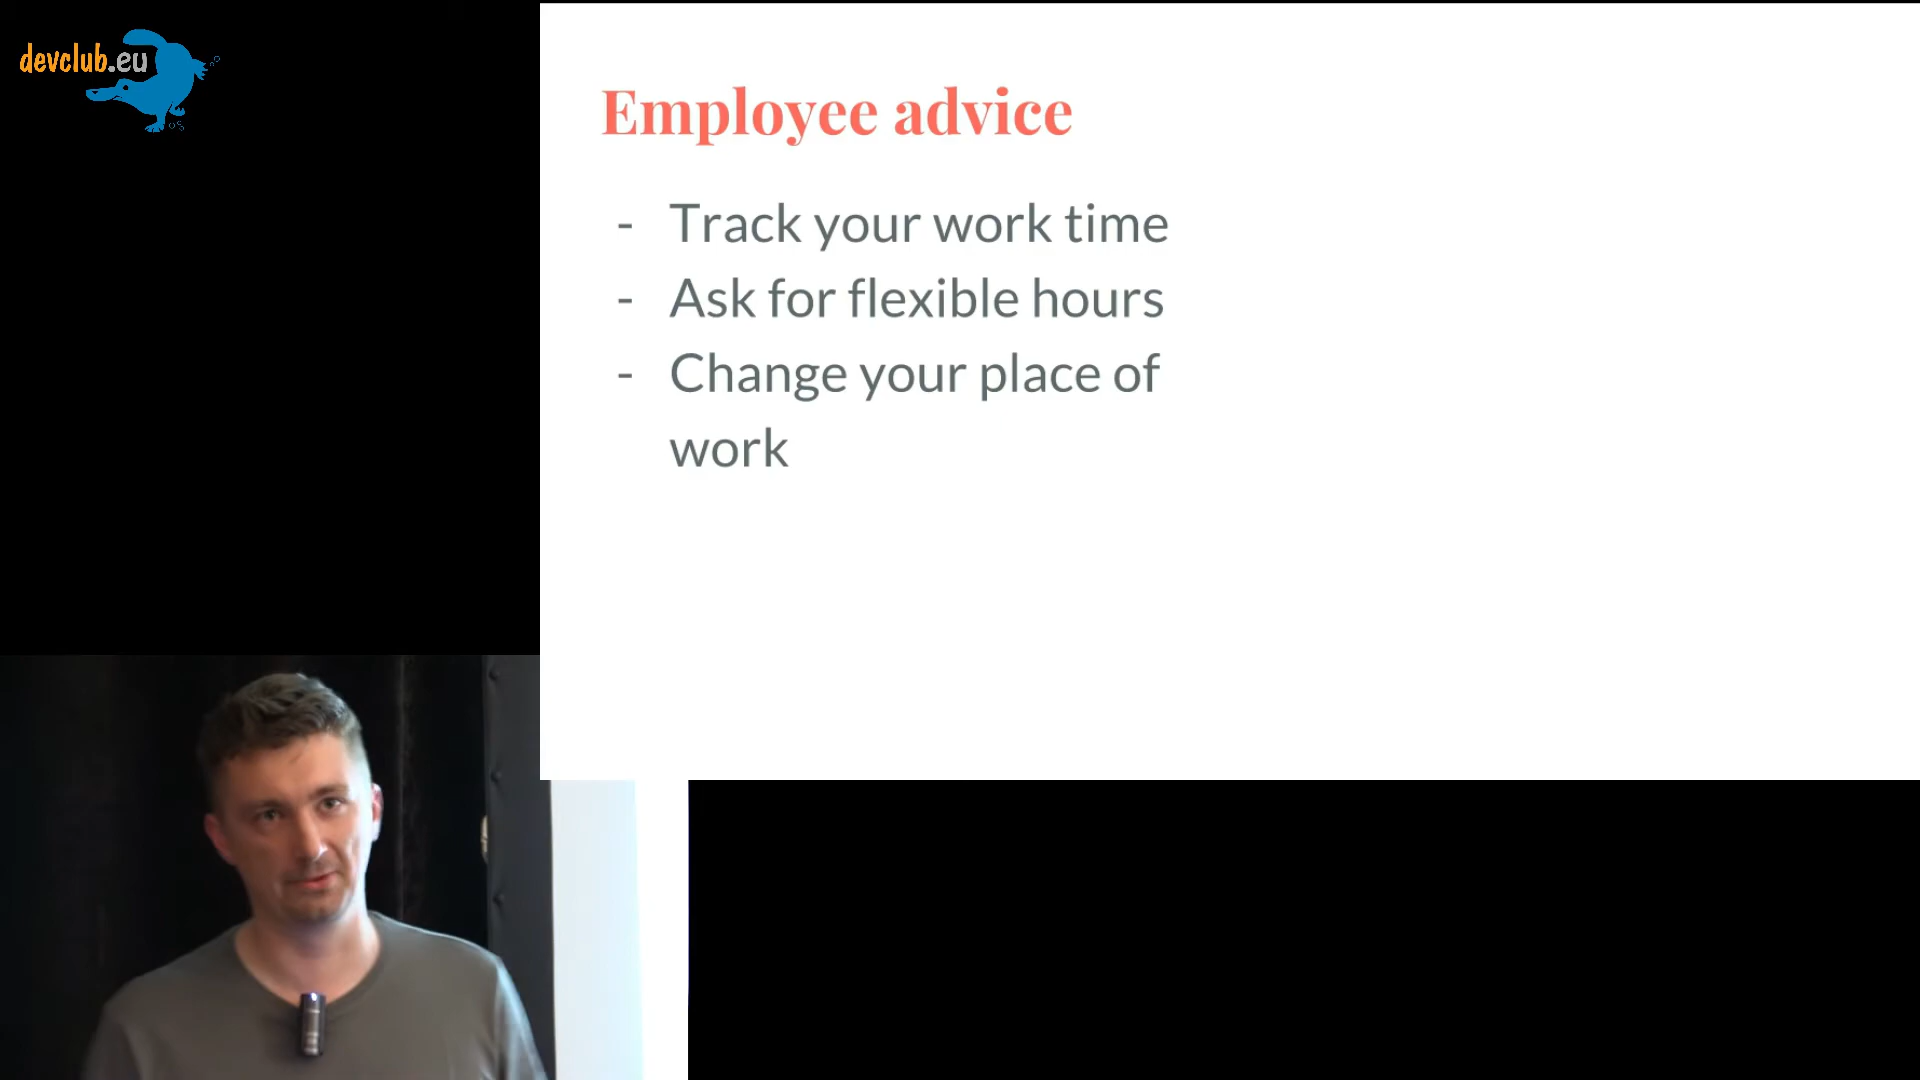 devclub.eu
Employee advice
- Track your work time
- Ask for flexible hours
- Change your place of
work